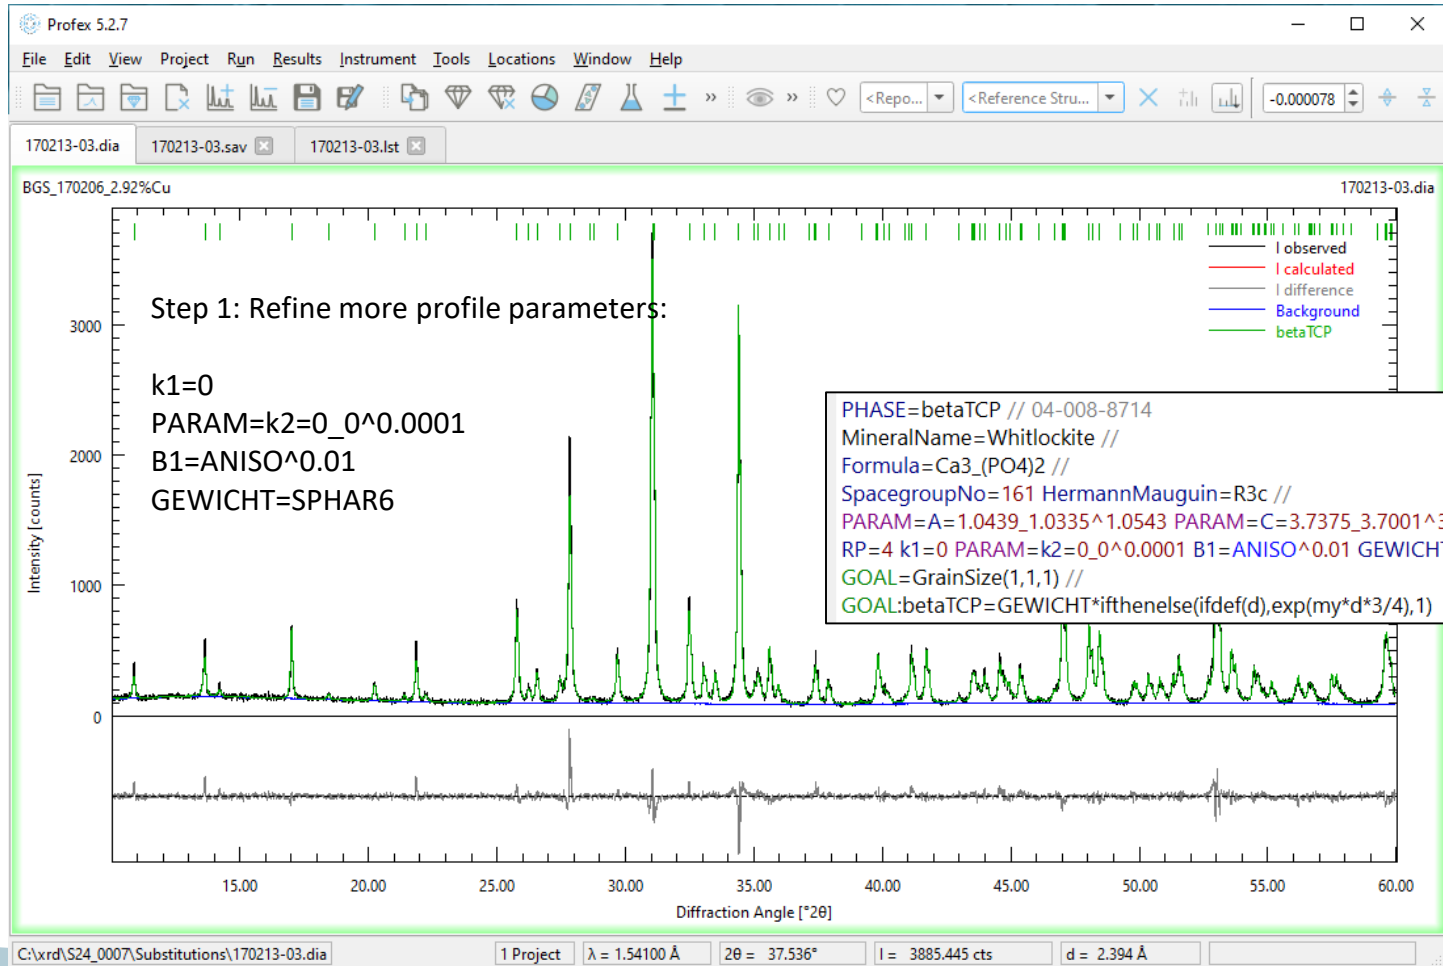 Profex 5.2.7
File Edit View Project Run Results Instrument Tools Locations Window Help
» » <Repo... <Reference Stru... -0.000078
170213-03.dia 170213-03.sav 170213-03.lst
BGS_170206_2.92%Cu 170213-03.dia
I observed
I calculated
I difference
Background
betaTCP
Step 1: Refine more profile parameters:
k1=0
PARAM=k2=0_0^0.0001
B1=ANISO^0.01
GEWICHT=SPHAR6
PHASE=betaTCP // 04-008-8714
MineralName=Whitlockite //
Formula=Ca3_(PO4)2 //
SpacegroupNo=161 HermannMauguin=R3c //
PARAM=A=1.0439_1.0335^1.0543 PARAM=C=3.7375_3.7001^3
RP=4 k1=0 PARAM=k2=0_0^0.0001 B1=ANISO^0.01 GEWICHT
GOAL=GrainSize(1,1,1) //
GOAL:betaTCP=GEWICHT*ifthenelse(ifdef(d),exp(my*d*3/4),1)
Intensity [counts]
3000
2000
1000
0
15.00 20.00 25.00 30.00 35.00 40.00 45.00 50.00 55.00 60.00
Diffraction Angle [°2θ]
C:\xrd\S24_0007\Substitutions\170213-03.dia 1 Project λ = 1.54100 Å 2θ = 37.536° I = 3885.445 cts d = 2.394 Å